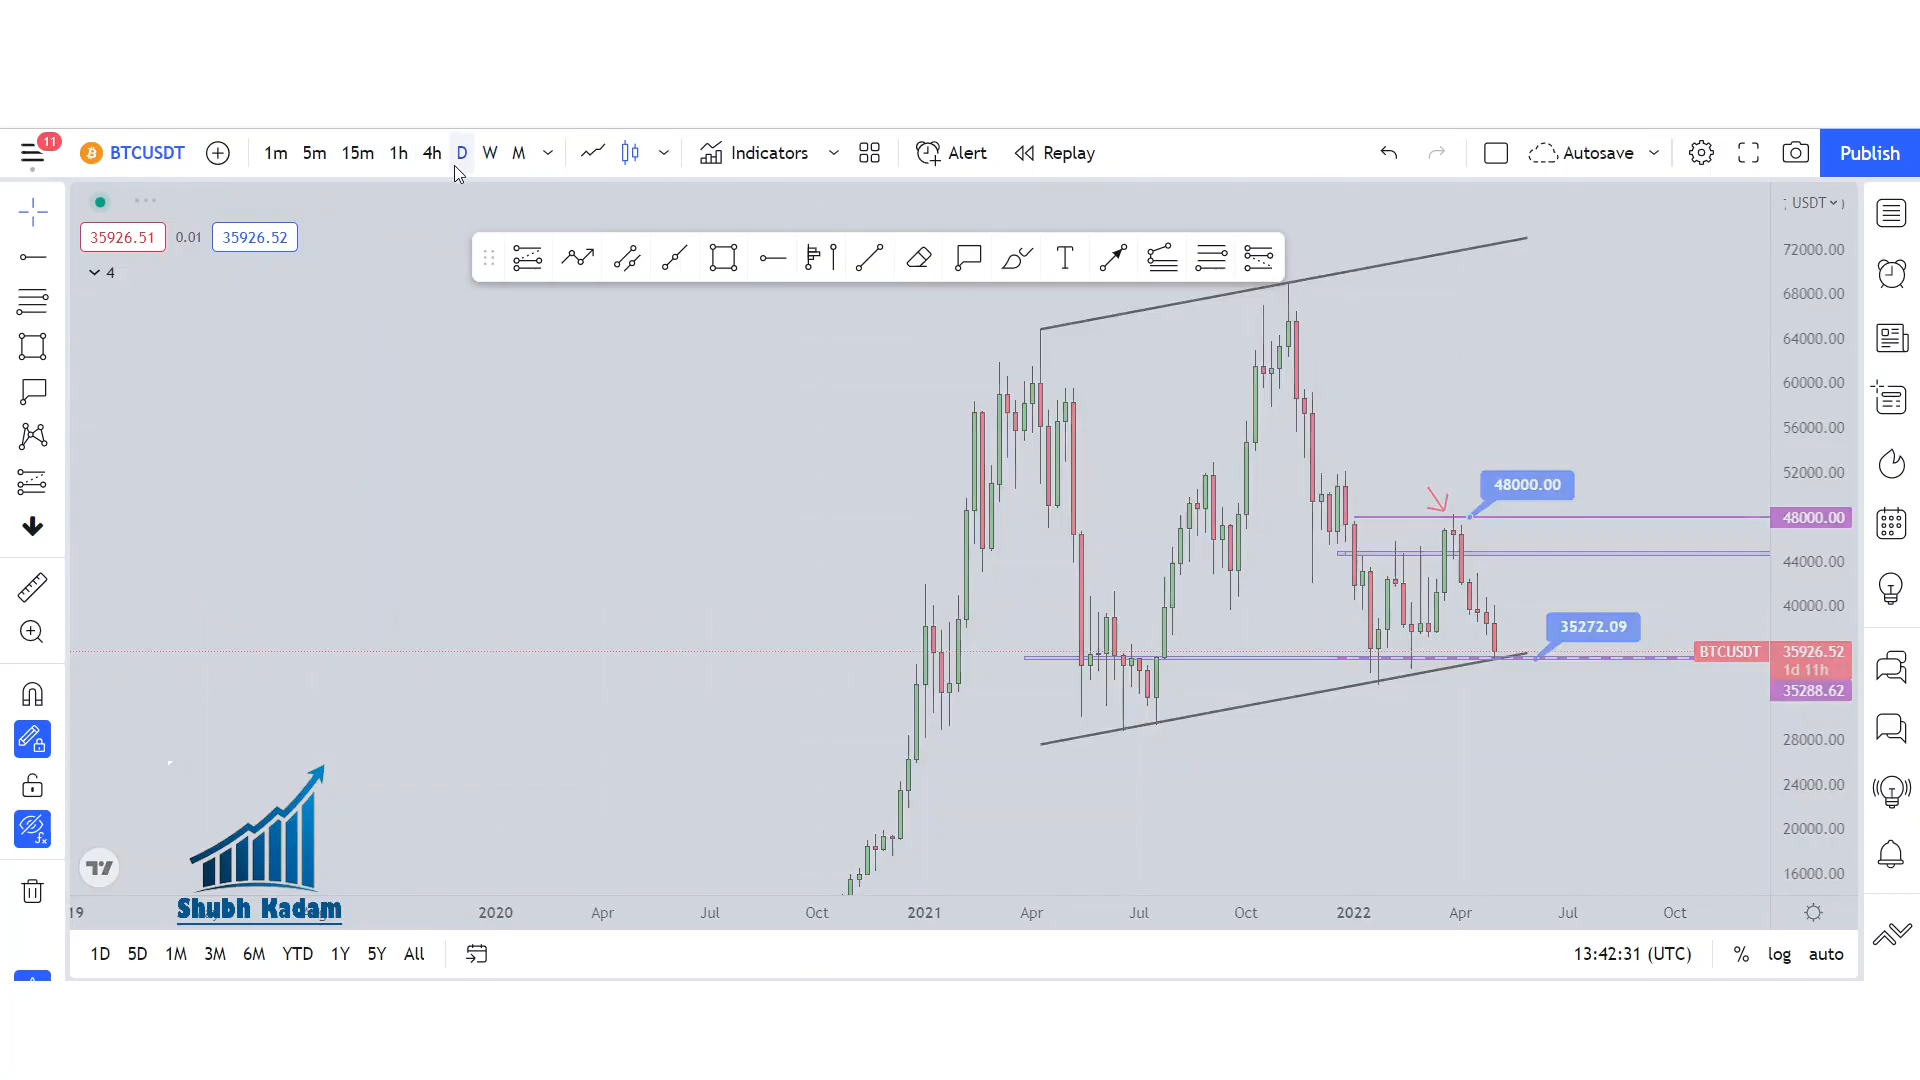 11
BTCUSDT 1m 5m 15m 1h 4h D W M Indicators Alert Replay Autosave Publish
35926.51 0.01 35926.52
4
USDT
72000.00
68000.00
64000.00
60000.00
56000.00
52000.00
48000.00
48000.00
44000.00
40000.00
35272.09
BTCUSDT 35926.52
1d 11h
35288.62
28000.00
24000.00
20000.00
16000.00
Shubh Kadam
19 2020 Apr Jul Oct 2021 Apr Jul Oct 2022 Apr Jul Oct
1D 5D 1M 3M 6M YTD 1Y 5Y All 13:42:31 (UTC) % log auto